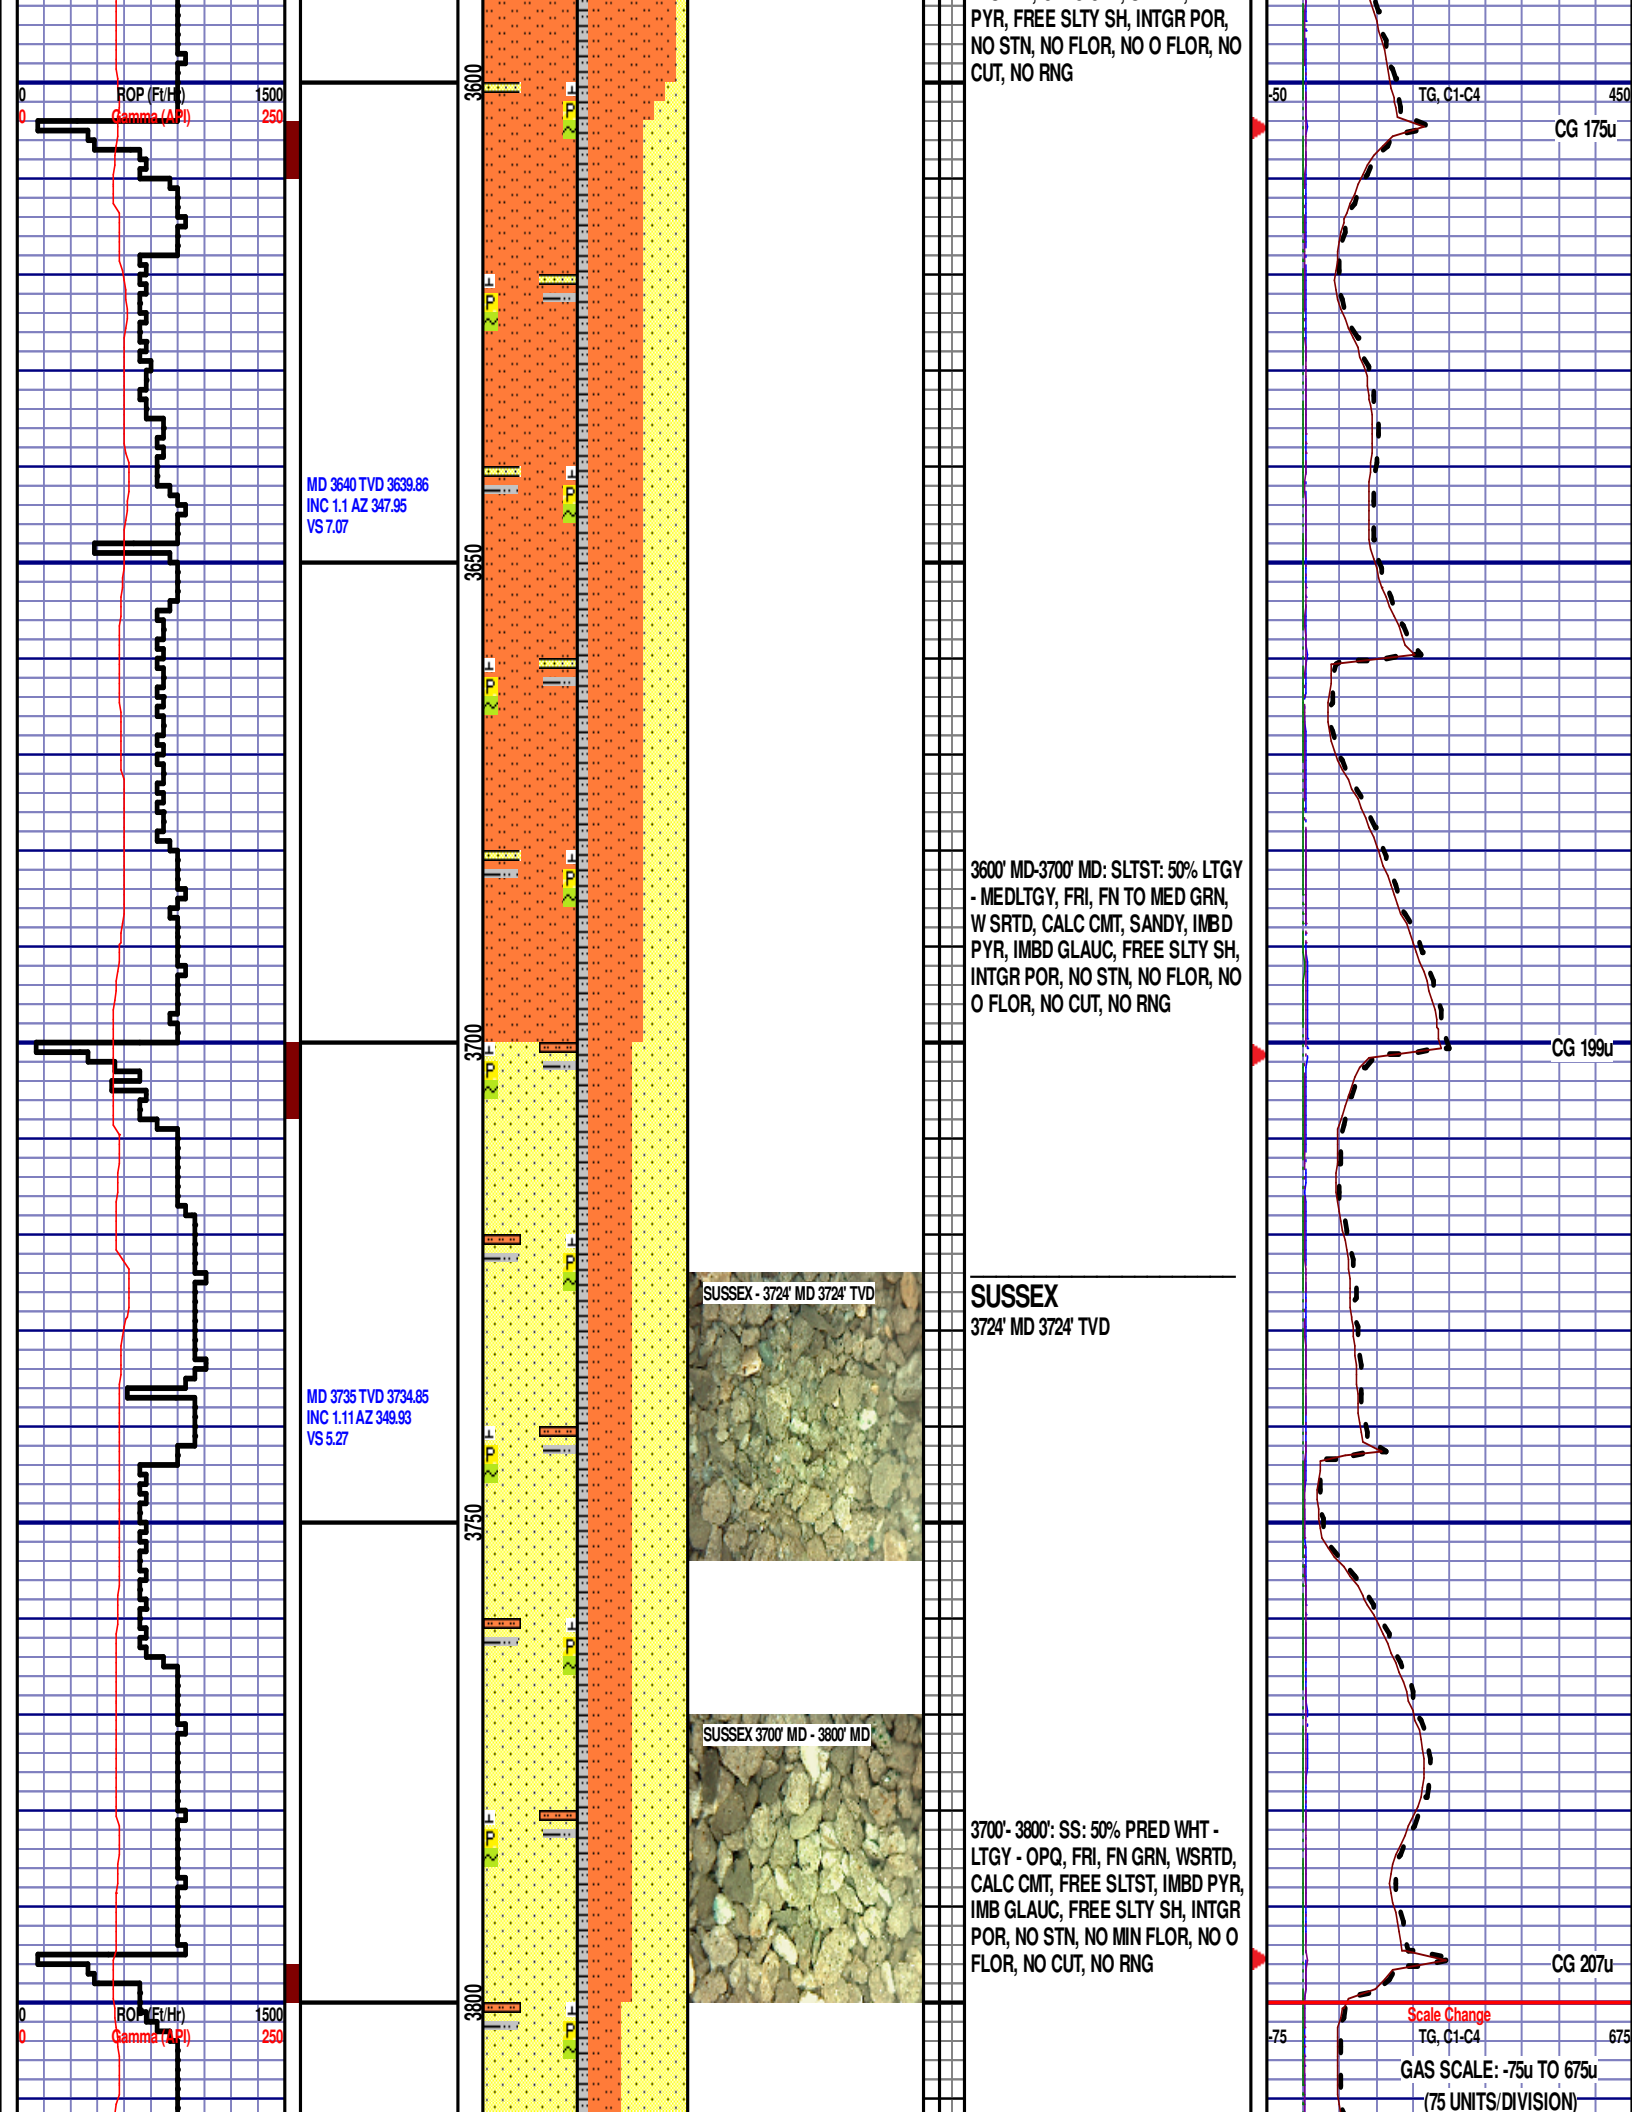 PYR, FREE SLTY SH, INTGR POR,
NO STN, NO FLOR, NO O FLOR, NO
CUT, NO RNG
3600
0 ROP (Ft/Hr) 1500
0 Gamma (API) 250
-50 TG, C1-C4 450
CG 175u
P
P
MD 3640 TVD 3639.86
INC 1.1 AZ 347.95
VS 7.07
P
3650
P
3600' MD-3700' MD: SLTST: 50% LTGY
- MEDLTGY, FRI, FN TO MED GRN,
W SRTD, CALC CMT, SANDY, IMBD
PYR, IMBD GLAUC, FREE SLTY SH,
INTGR POR, NO STN, NO FLOR, NO
O FLOR, NO CUT, NO RNG
P
3700
CG 199u
P
P
SUSSEX - 3724' MD 3724' TVD
SUSSEX
3724' MD 3724' TVD
MD 3735 TVD 3734.85
INC 1.11 AZ 349.93
VS 5.27
P
3750
P
SUSSEX 3700' MD - 3800' MD
P
3700'- 3800': SS: 50% PRED WHT -
LTGY - OPQ, FRI, FN GRN, WSRTD,
CALC CMT, FREE SLTST, IMBD PYR,
IMB GLAUC, FREE SLTY SH, INTGR
POR, NO STN, NO MIN FLOR, NO O
FLOR, NO CUT, NO RNG
CG 207u
3800
0 ROP (Ft/Hr) 1500
0 Gamma (API) 250
P
Scale Change
-75 TG, C1-C4 675
GAS SCALE: -75u TO 675u
(75 UNITS/DIVISION)